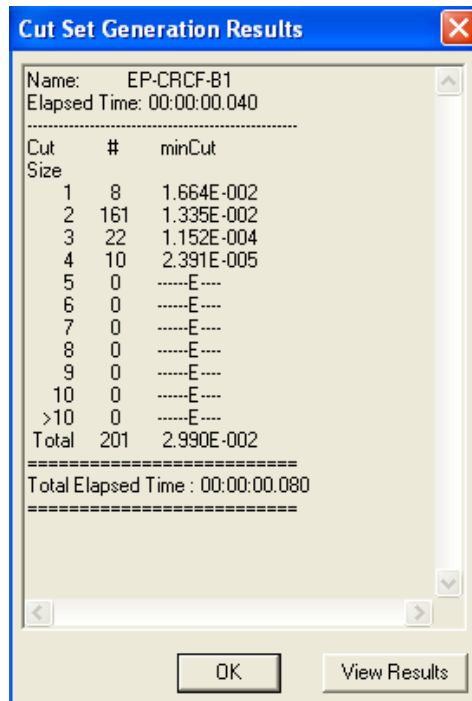 Cut Set Generation Results
Name: EP-CRCF-B1
Elapsed Time: 00:00:00.040
------------------------------------------------
Cut # minCut
Size
1 8 1.664E-002
2 161 1.335E-002
3 22 1.152E-004
4 10 2.391E-005
5 0 ------E----
6 0 ------E----
7 0 ------E----
8 0 ------E----
9 0 ------E----
10 0 ------E----
>10 0 ------E----
Total 201 2.990E-002
==========================
Total Elapsed Time : 00:00:00.080
==========================
OK View Results